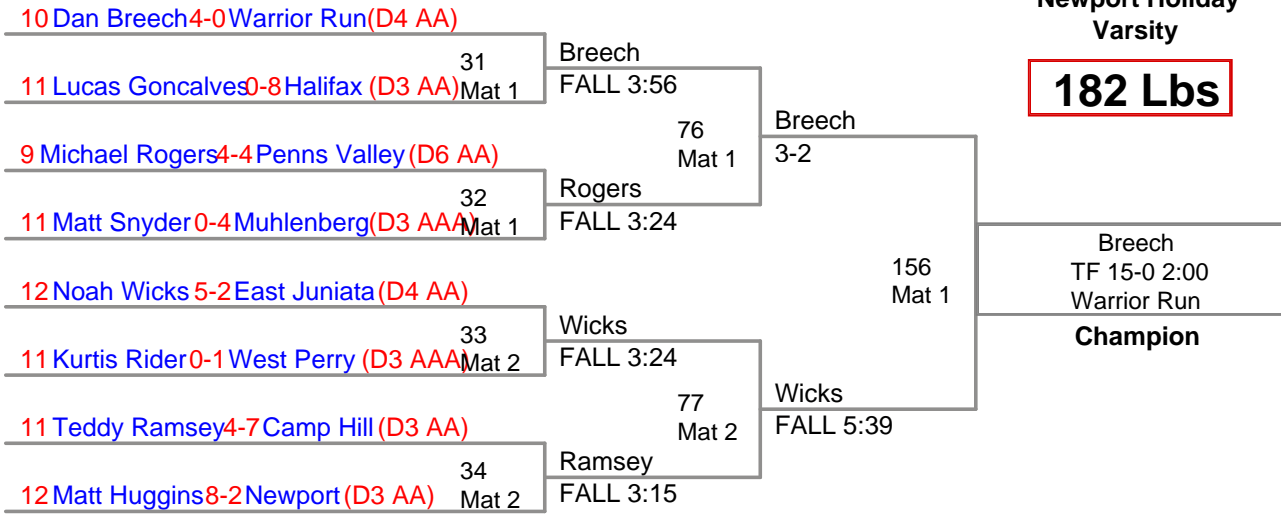 Newport Holiday
Varsity
182 Lbs
10 Dan Breech 4-0 Warrior Run (D4 AA)
31
Mat 1
Breech
FALL 3:56
11 Lucas Goncalves 0-8 Halifax (D3 AA)
76
Mat 1
Breech
3-2
9 Michael Rogers 4-4 Penns Valley (D6 AA)
32
Mat 1
Rogers
FALL 3:24
11 Matt Snyder 0-4 Muhlenberg (D3 AAA)
156
Mat 1
Breech
TF 15-0 2:00
Warrior Run
Champion
12 Noah Wicks 5-2 East Juniata (D4 AA)
33
Mat 2
Wicks
FALL 3:24
11 Kurtis Rider 0-1 West Perry (D3 AAA)
77
Mat 2
Wicks
FALL 5:39
11 Teddy Ramsey 4-7 Camp Hill (D3 AA)
34
Mat 2
Ramsey
FALL 3:15
12 Matt Huggins 8-2 Newport (D3 AA)